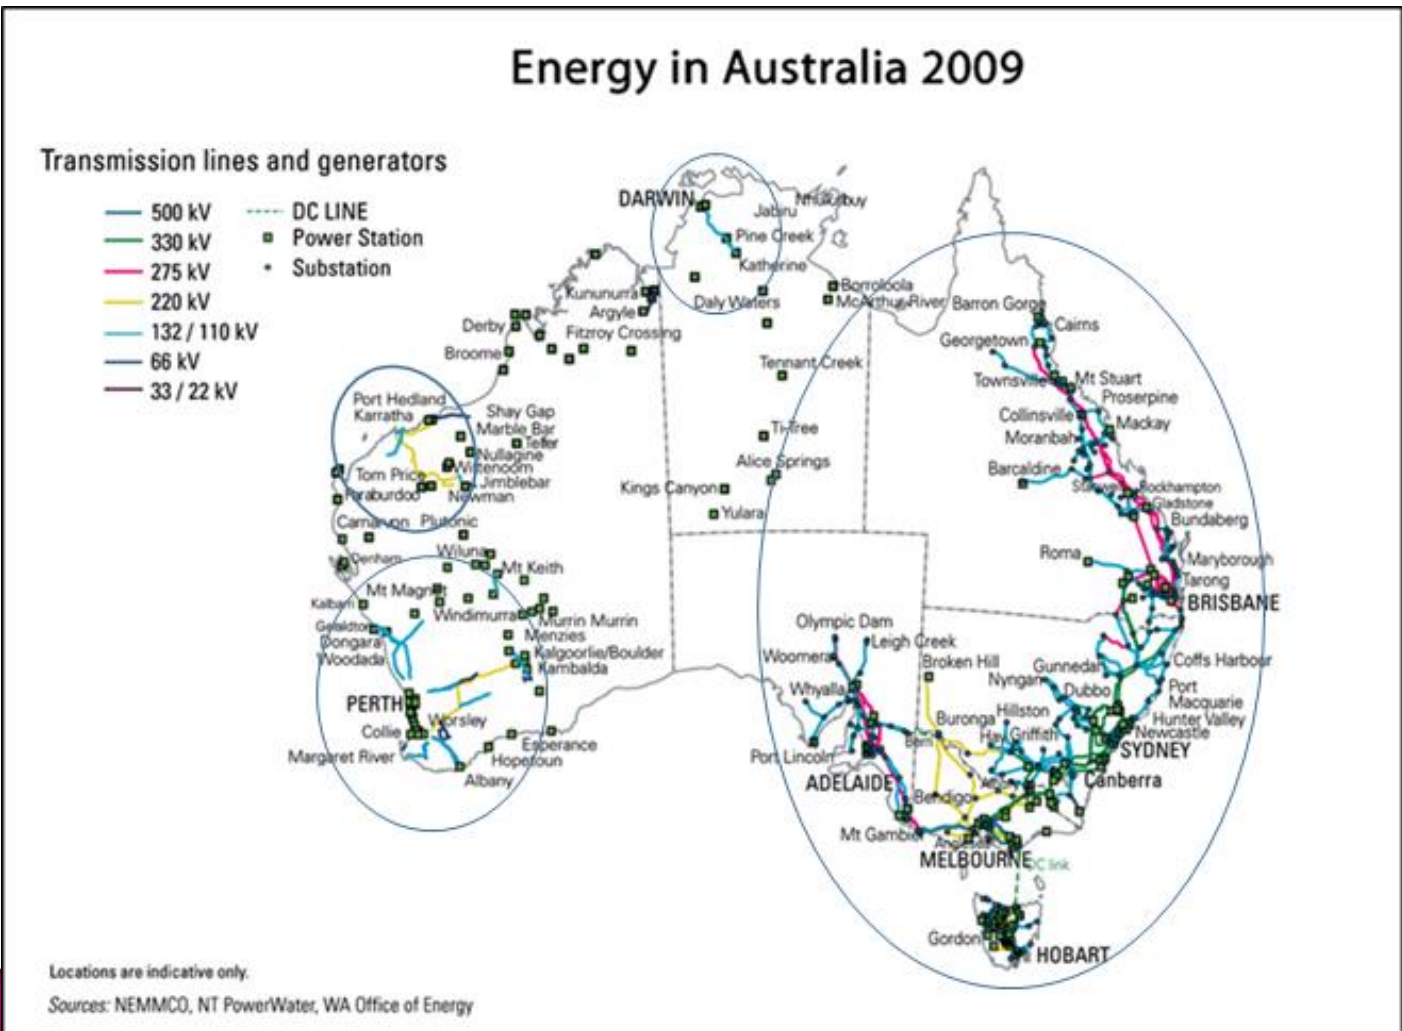 Energy in Australia 2009
Transmission lines and generators
500 kV
330 kV
275 kV
220 kV
132 / 110 kV
66 kV
33 / 22 kV
DC LINE
Power Station
Substation
DARWIN
Jabiru
Pine Creek
Katherine
Daly Waters
Borroloola
McArthur River
Kununurra
Argyle
Derby
Fitzroy Crossing
Broome
Tennant Creek
Ti-Tree
Alice Springs
Kings Canyon
Yulara
Port Hedland
Karratha
Shay Gap
Marble Bar
Telfer
Nullagine
Wittenoom
Tom Price
Jimblebar
Paraburdoo
Newman
Carnarvon
Plutonic
Denham
Wiluna
Mt Keith
Mt Magnet
Kalbarri
Windimurra
Murrin Murrin
Geraldton
Dongara
Menzies
Woodada
Kalgoorlie/Boulder
Kambalda
PERTH
Worsley
Collie
Margaret River
Esperance
Hopetoun
Albany
Barron Gorge
Cairns
Georgetown
Townsville
Mt Stuart
Proserpine
Collinsville
Mackay
Moranbah
Barcaldine
Rockhampton
Gladstone
Bundaberg
Roma
Maryborough
Tarong
BRISBANE
Olympic Dam
Leigh Creek
Woomera
Broken Hill
Whyalla
Gunnedah
Coffs Harbour
Nyngan
Dubbo
Port
Macquarie
Hillston
Hunter Valley
Buronga
Newcastle
Hay
Griffith
SYDNEY
Berri
Port Lincoln
ADELAIDE
Canberra
Bendigo
Mt Gambier
MELBOURNE
DC link
Gordon
HOBART
Locations are indicative only.
Sources: NEMMCO, NT PowerWater, WA Office of Energy